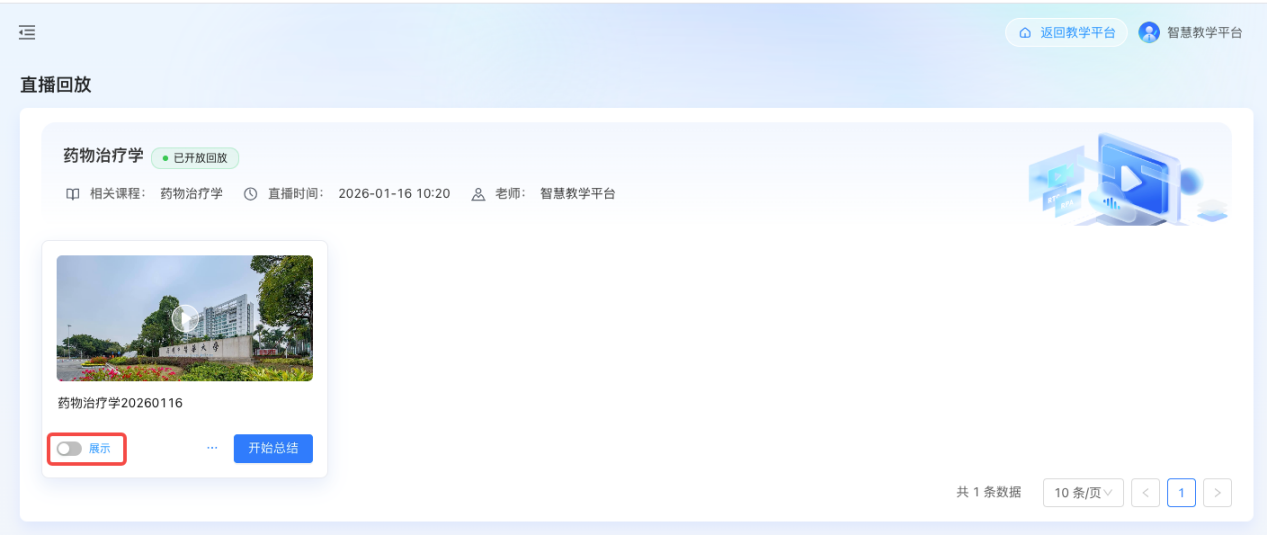 返回教学平台
智慧教学平台
直播回放
药物治疗学
已开放回放
相关课程： 药物治疗学 直播时间： 2026-01-16 10:20 老师： 智慧教学平台
药物治疗学20260116
展示 ··· 开始总结
共 1 条数据 10 条/页 < 1 >